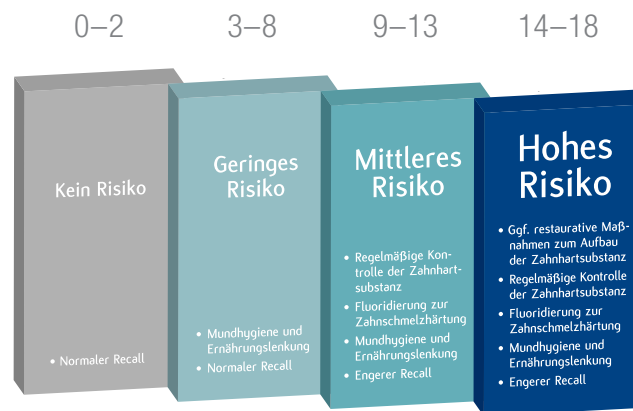 0–2
3–8
9–13
14–18
Kein Risiko
• Normaler Recall
Geringes
Risiko
• Mundhygiene und
Ernährungslenkung
• Normaler Recall
Mittleres
Risiko
• Regelmäßige Kon-
trolle der Zahnhart-
substanz
• Fluoridierung zur
Zahnschmelzhärtung
• Mundhygiene und
Ernährungslenkung
• Engerer Recall
Hohes
Risiko
• Ggf. restaurative Maß-
nahmen zum Aufbau
der Zahnhartsubstanz
• Regelmäßige Kontrolle
der Zahnhartsubstanz
• Fluoridierung zur
Zahnschmelzhärtung
• Mundhygiene und
Ernährungslenkung
• Engerer Recall